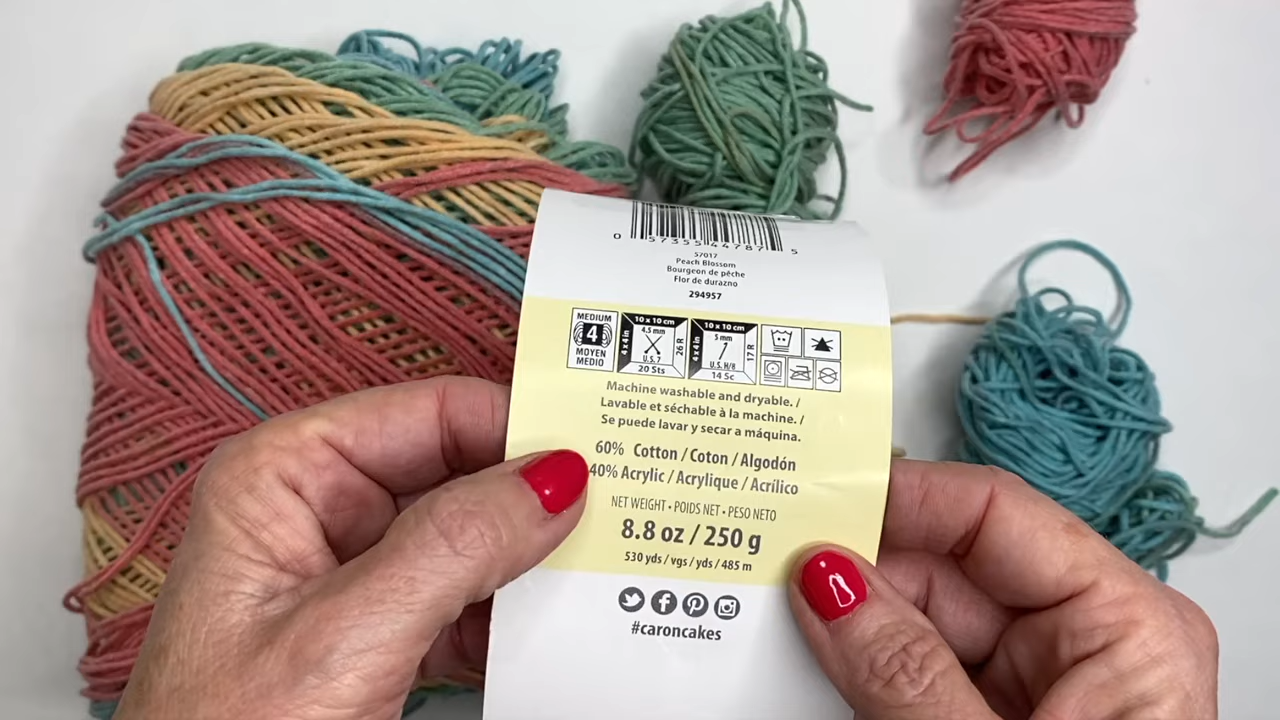 0 57355 44787 5
57017
Peach Blossom
Bourgeon de pêche
Flor de durazno
294957
MEDIUM
4
MOYEN
MEDIO
10 x 10 cm
4 x 4 in
4.5 mm
U.S. 7
26 R
20 Sts
10 x 10 cm
4 x 4 in
5 mm
U.S. H/8
17 R
14 Sc
Machine washable and dryable. /
Lavable et séchable à la machine. /
Se puede lavar y secar a máquina.
60% Cotton / Coton / Algodón
40% Acrylic / Acrylique / Acrílico
NET WEIGHT • POIDS NET • PESO NETO
8.8 oz / 250 g
530 yds / vgs / yds / 485 m
#caroncakes